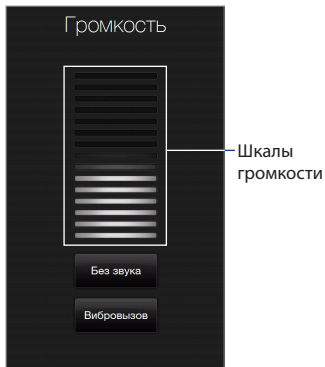 Громкость
Шкалы
громкости
Без звука
Вибровызов